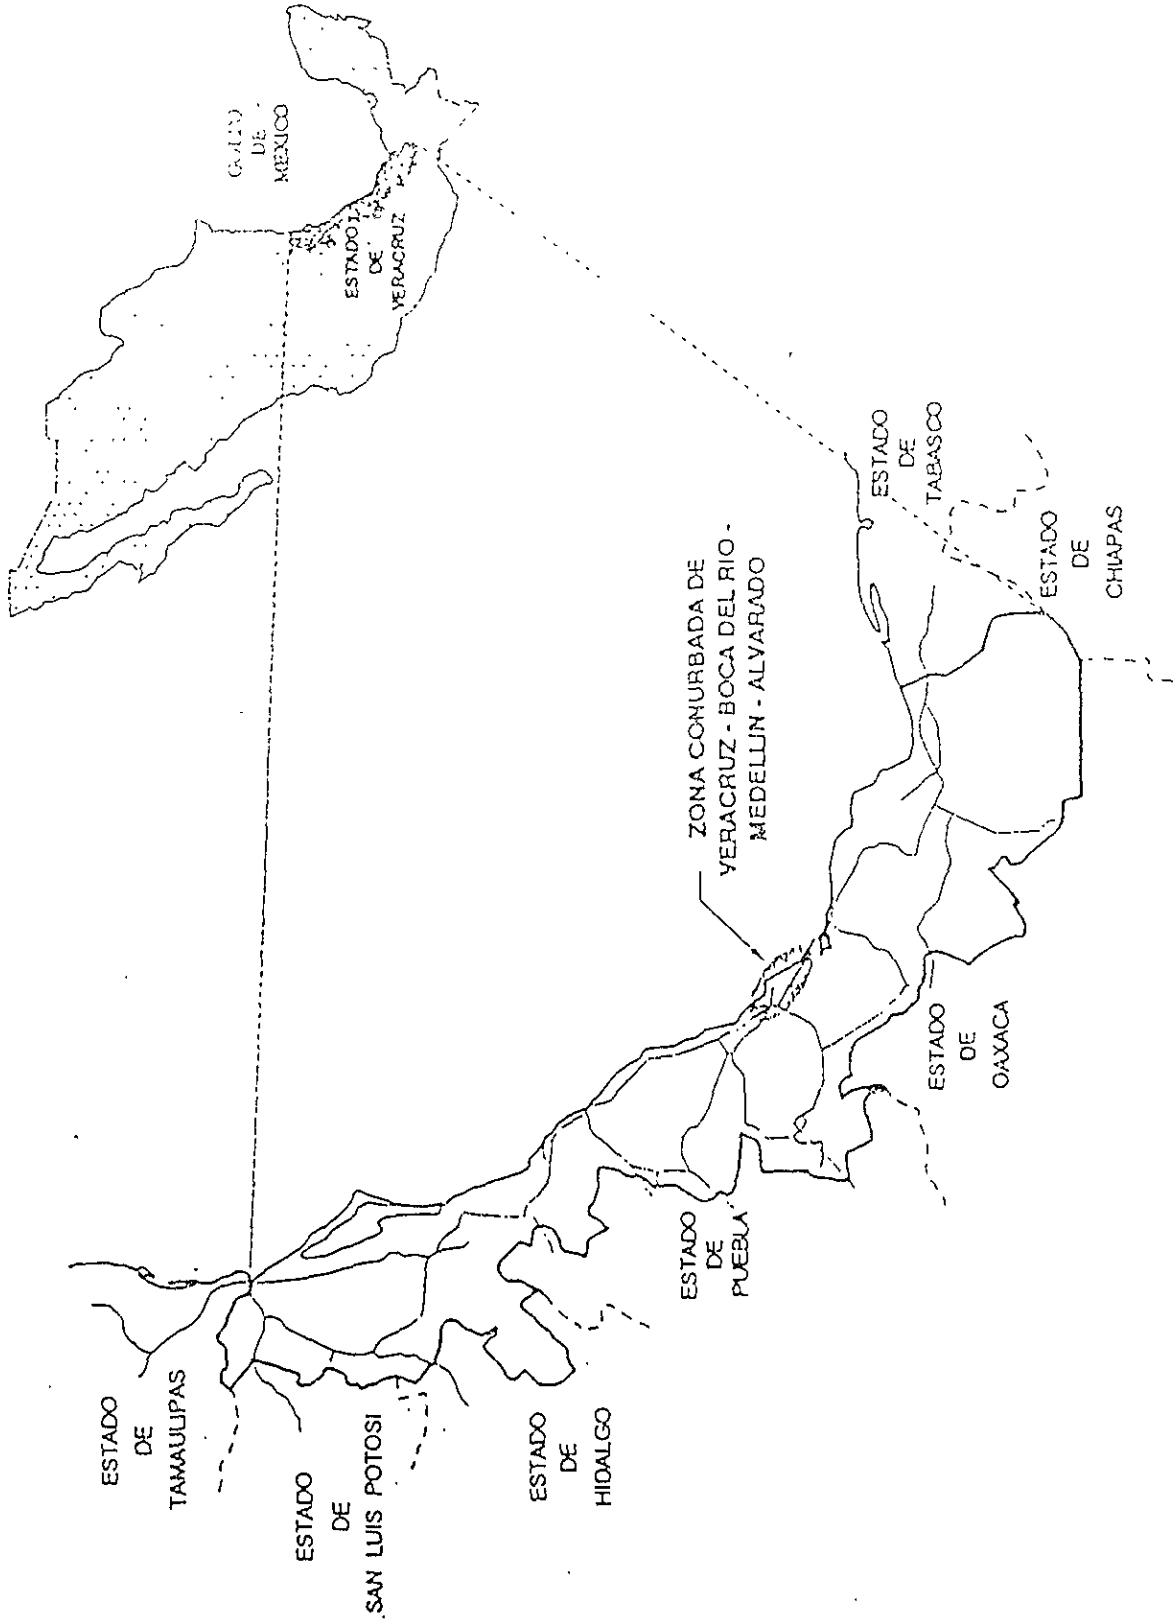 GOLFO
DE
MEXICO
ESTADO
DE
VERACRUZ
ESTADO
DE
TAMAULIPAS
ESTADO
DE
SAN LUIS POTOSI
ESTADO
DE
HIDALGO
ESTADO
DE
PUEBLA
ZONA CONURBADA DE
VERACRUZ - BOCA DEL RIO -
MEDELLIN - ALVARADO
ESTADO
DE
OAXACA
ESTADO
DE
TABASCO
ESTADO
DE
CHIAPAS